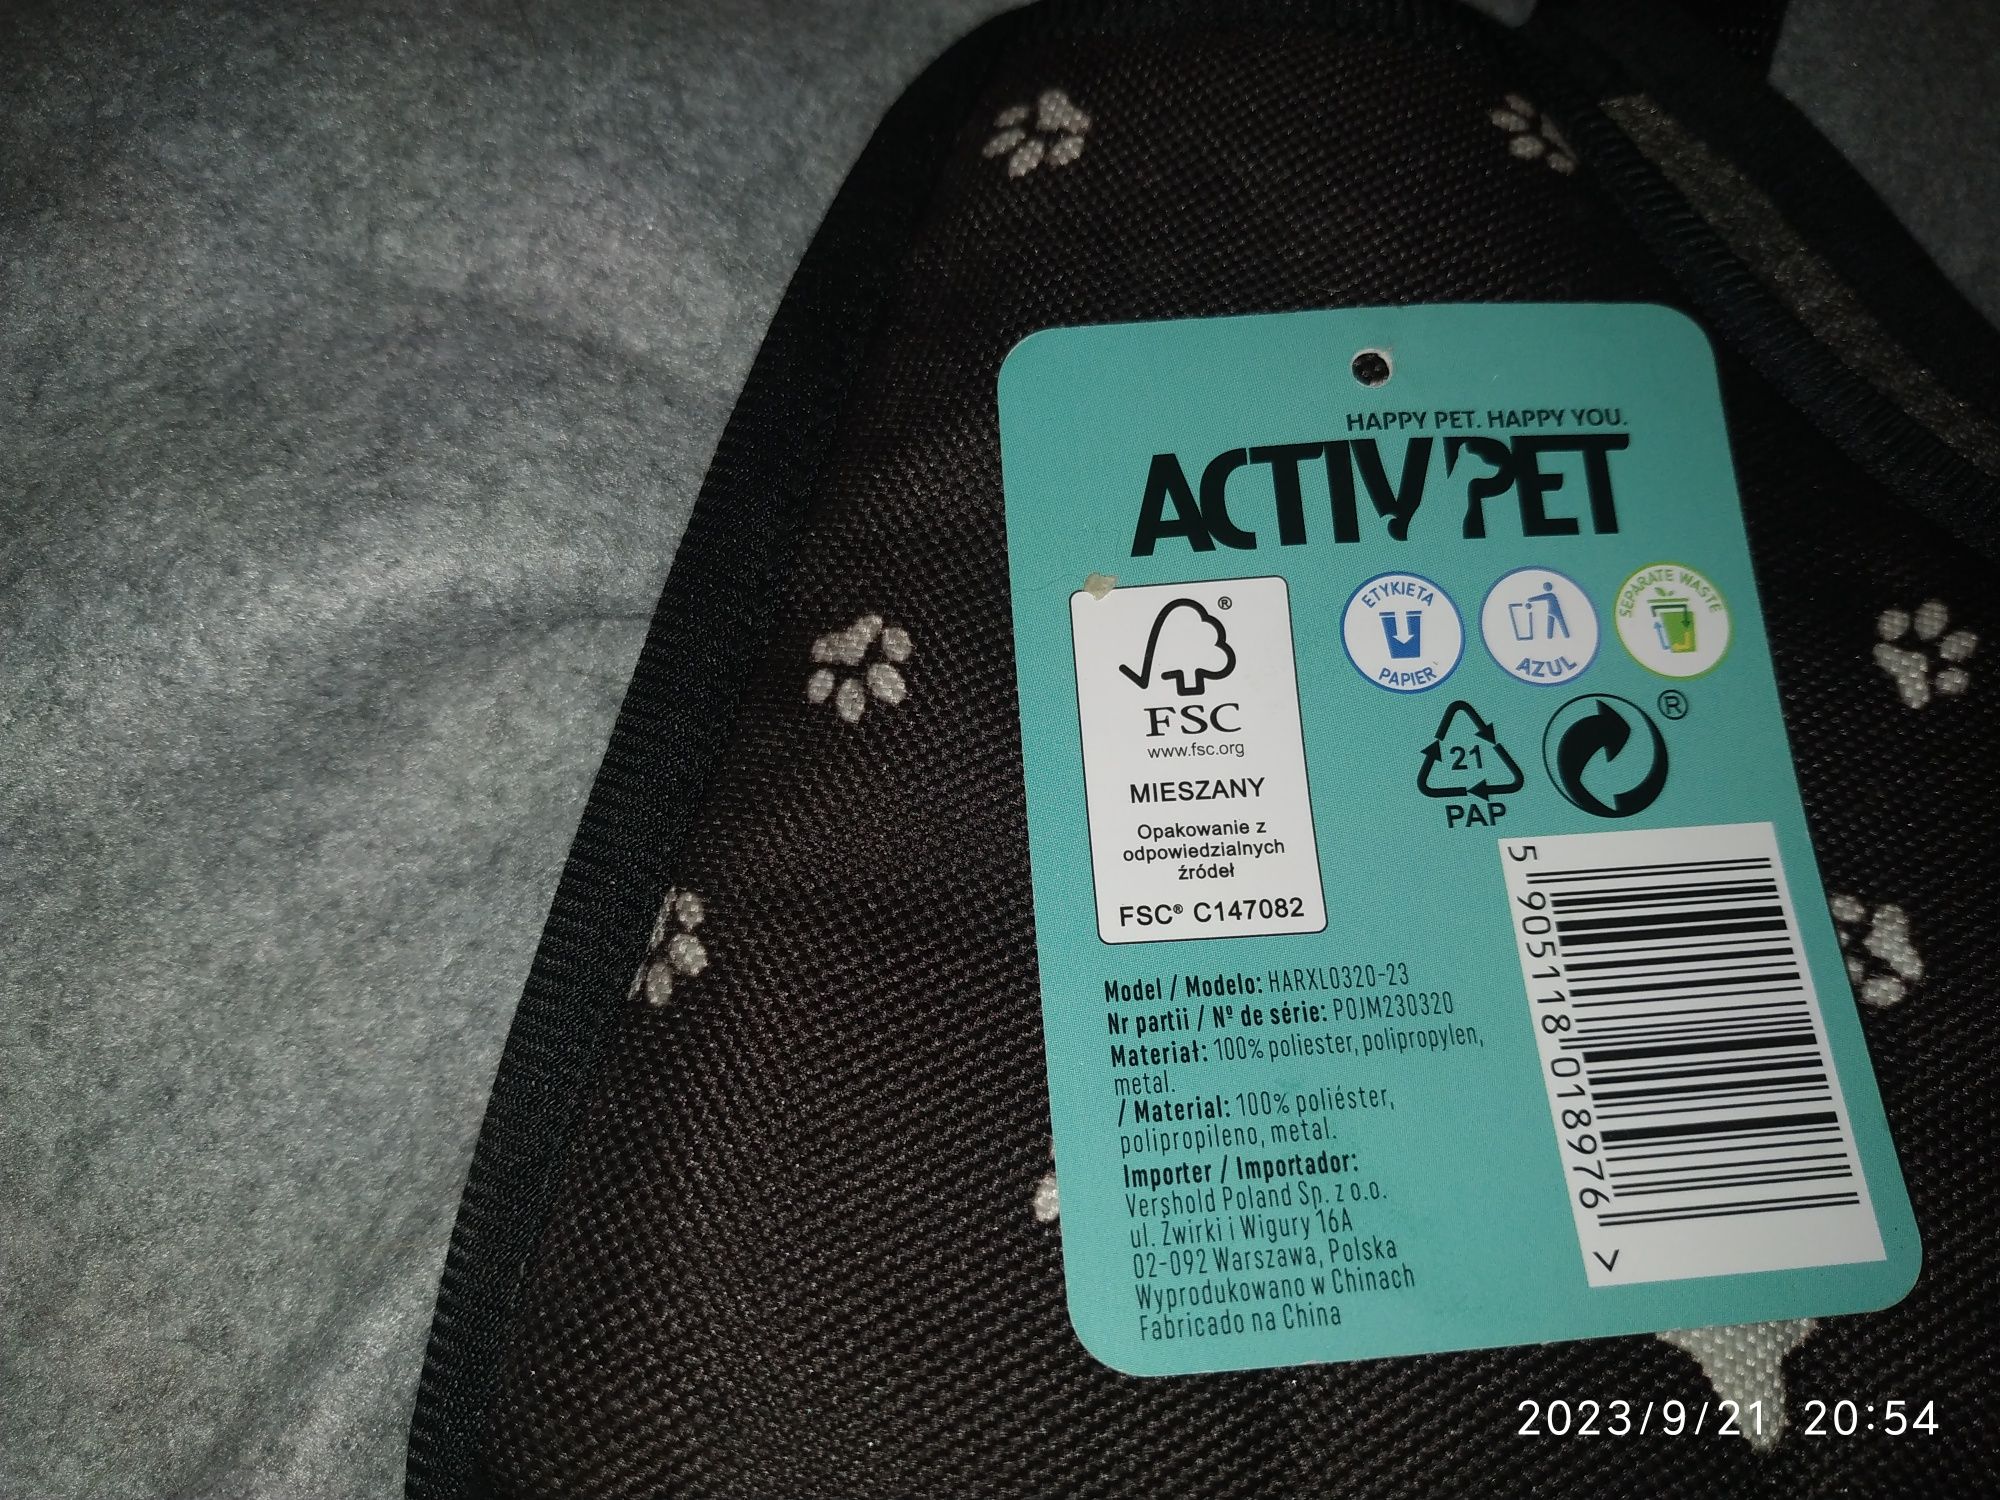 HAPPY PET. HAPPY YOU.
ACTIV PET
FSC®
www.fsc.org
MIESZANY
Opakowanie z
odpowiedzialnych
źródeł
FSC® C147082
ETYKIETA
PAPIER
AZUL
SEPARATE WASTE
21
PAP
®
Model / Modelo: HARXL0320-23
Nr partii / Nº de série: POJM230320
Materiał: 100% poliester, polipropylen,
metal.
/ Material: 100% poliéster,
polipropileno, metal.
Importer / Importador:
Vershold Poland Sp. z o.o.
ul. Żwirki i Wigury 16A
02-092 Warszawa, Polska
Wyprodukowano w Chinach
Fabricado na China
5 905118 018976 >
2023/9/21 20:54